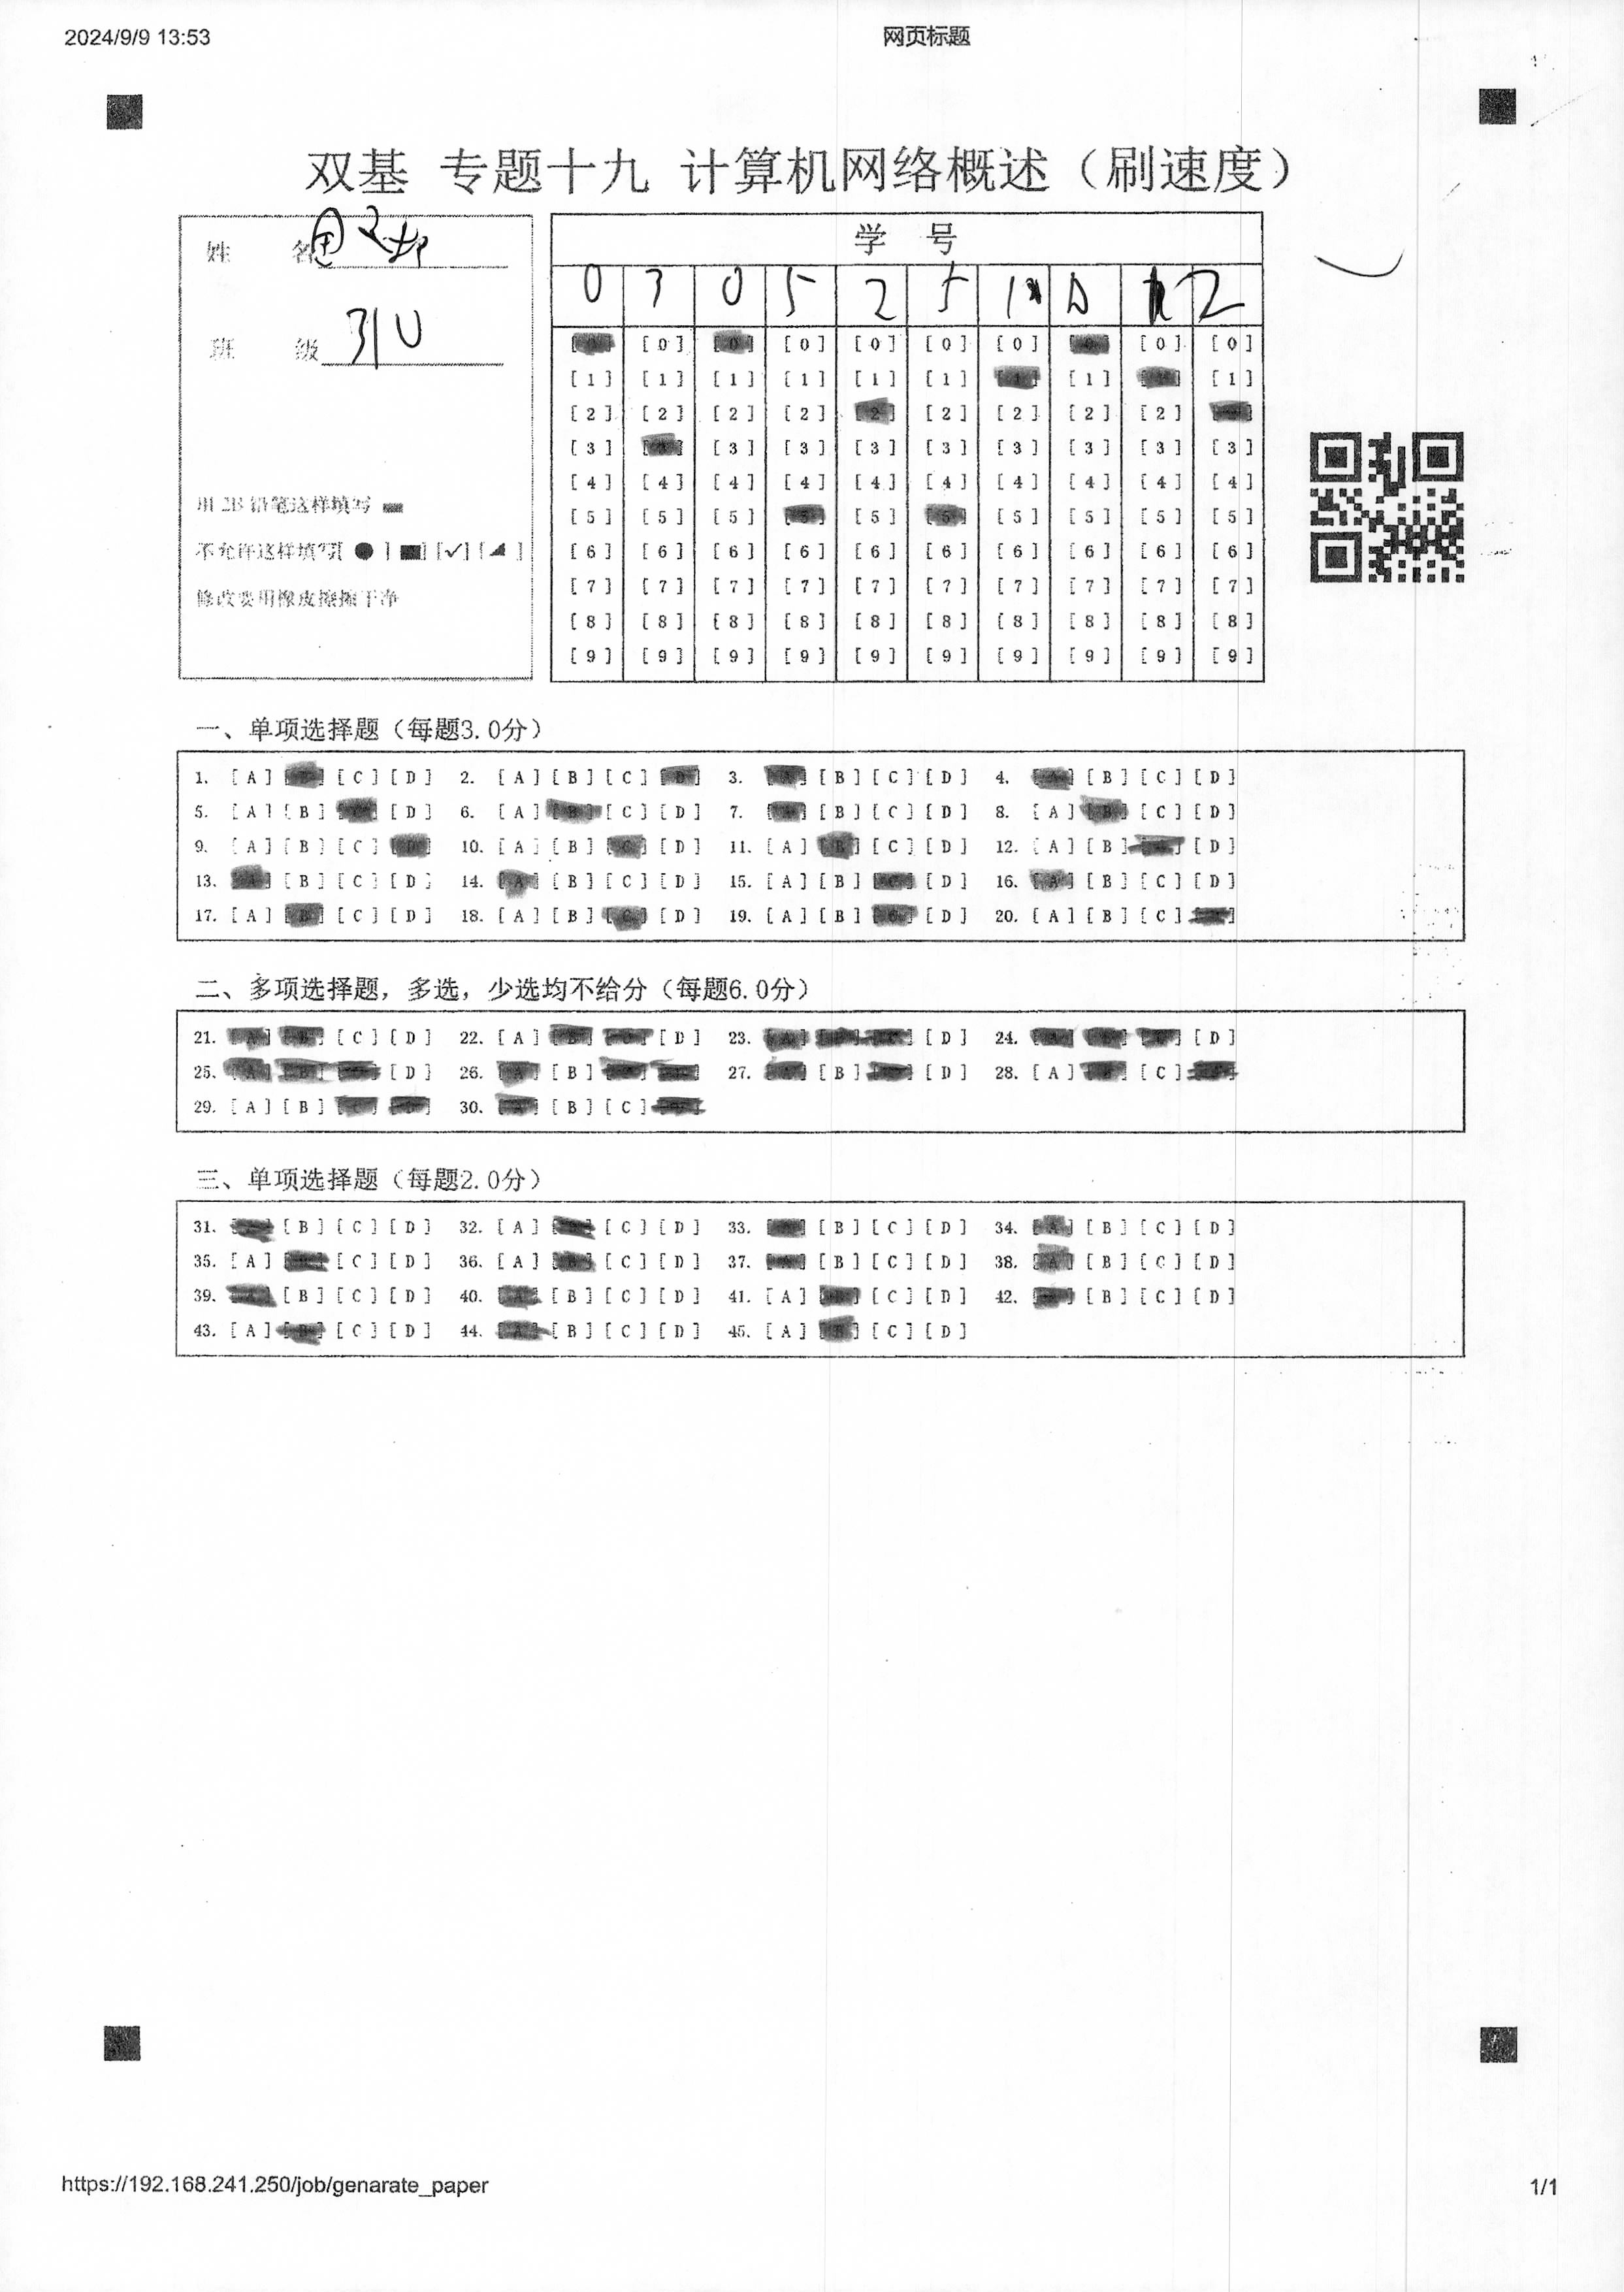 2024/9/9 13:53 网页标题
双基 专题十九 计算机网络概述（刷速度）
姓 名
班 级 310
用 2B 铅笔这样填写
不允许这样填写[ ● ] [■] [✓] [◢ ]
修改要用橡皮擦擦干净
学 号
0 3 0 5 2 5 1 0 1 2
[0] [0] [0] [0] [0] [0] [0] [0] [0] [0]
[1] [1] [1] [1] [1] [1] [1] [1] [1] [1]
[2] [2] [2] [2] [2] [2] [2] [2] [2] [2]
[3] [3] [3] [3] [3] [3] [3] [3] [3] [3]
[4] [4] [4] [4] [4] [4] [4] [4] [4] [4]
[5] [5] [5] [5] [5] [5] [5] [5] [5] [5]
[6] [6] [6] [6] [6] [6] [6] [6] [6] [6]
[7] [7] [7] [7] [7] [7] [7] [7] [7] [7]
[8] [8] [8] [8] [8] [8] [8] [8] [8] [8]
[9] [9] [9] [9] [9] [9] [9] [9] [9] [9]
一、单项选择题（每题3.0分）
1. [A] [B] [C] [D] 2. [A] [B] [C] [D] 3. [A] [B] [C] [D] 4. [A] [B] [C] [D]
5. [A] [B] [C] [D] 6. [A] [B] [C] [D] 7. [A] [B] [C] [D] 8. [A] [B] [C] [D]
9. [A] [B] [C] [D] 10. [A] [B] [C] [D] 11. [A] [B] [C] [D] 12. [A] [B] [C] [D]
13. [A] [B] [C] [D] 14. [A] [B] [C] [D] 15. [A] [B] [C] [D] 16. [A] [B] [C] [D]
17. [A] [B] [C] [D] 18. [A] [B] [C] [D] 19. [A] [B] [C] [D] 20. [A] [B] [C] [D]
二、多项选择题，多选，少选均不给分（每题6.0分）
21. [A] [B] [C] [D] 22. [A] [B] [C] [D] 23. [A] [B] [C] [D] 24. [A] [B] [C] [D]
25. [A] [B] [C] [D] 26. [A] [B] [C] [D] 27. [A] [B] [C] [D] 28. [A] [B] [C] [D]
29. [A] [B] [C] [D] 30. [A] [B] [C] [D]
三、单项选择题（每题2.0分）
31. [A] [B] [C] [D] 32. [A] [B] [C] [D] 33. [A] [B] [C] [D] 34. [A] [B] [C] [D]
35. [A] [B] [C] [D] 36. [A] [B] [C] [D] 37. [A] [B] [C] [D] 38. [A] [B] [C] [D]
39. [A] [B] [C] [D] 40. [A] [B] [C] [D] 41. [A] [B] [C] [D] 42. [A] [B] [C] [D]
43. [A] [B] [C] [D] 44. [A] [B] [C] [D] 45. [A] [B] [C] [D]
https://192.168.241.250/job/genarate_paper 1/1